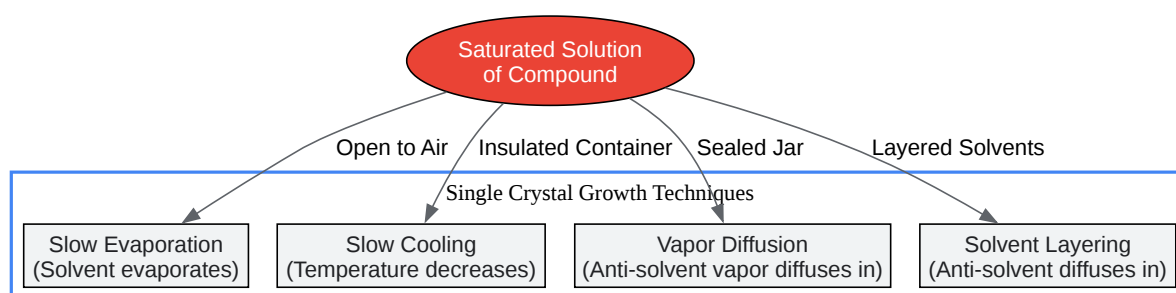 Saturated Solution
of Compound
Open to Air
Insulated Container
Sealed Jar
Layered Solvents
Single Crystal Growth Techniques
Slow Evaporation
(Solvent evaporates)
Slow Cooling
(Temperature decreases)
Vapor Diffusion
(Anti-solvent vapor diffuses in)
Solvent Layering
(Anti-solvent diffuses in)